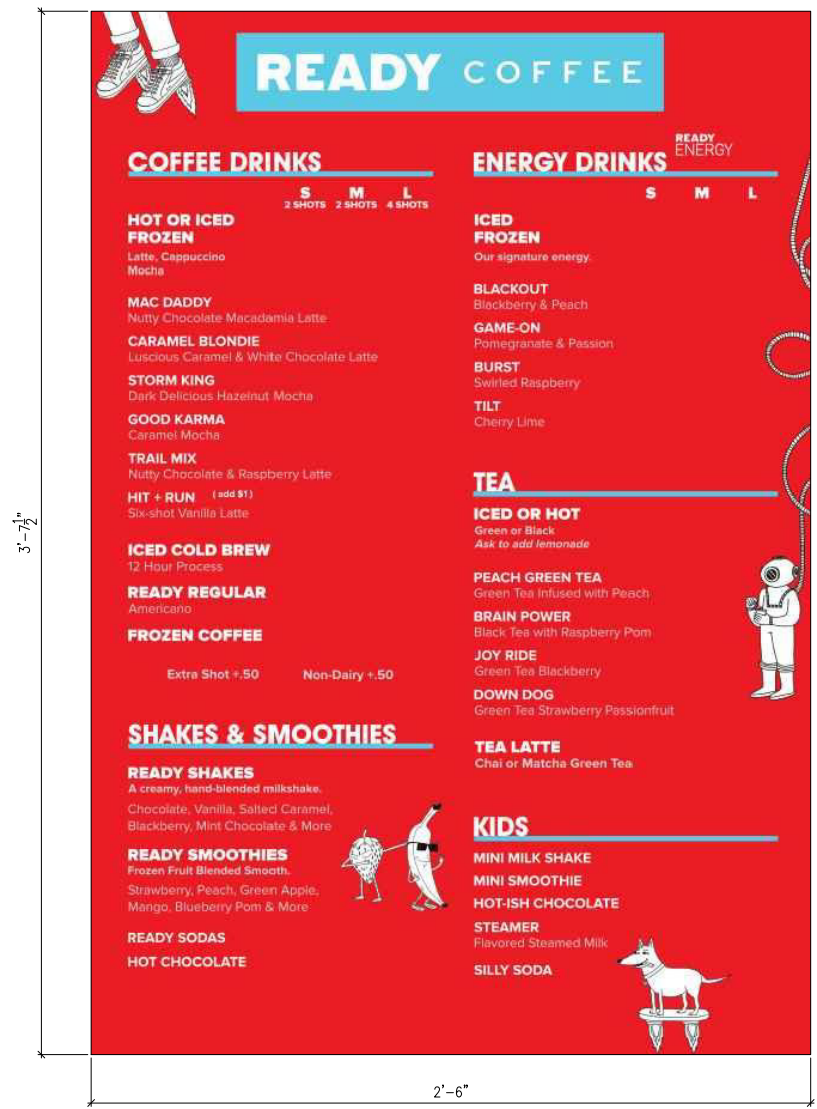 READY COFFEE
COFFEE DRINKS
S M L
2 SHOTS 2 SHOTS 4 SHOTS
HOT OR ICED
FROZEN
Latte, Cappuccino
Mocha
MAC DADDY
Nutty Chocolate Macadamia Latte
CARAMEL BLONDIE
Luscious Caramel & White Chocolate Latte
STORM KING
Dark Delicious Hazelnut Mocha
GOOD KARMA
Caramel Mocha
TRAIL MIX
Nutty Chocolate & Raspberry Latte
HIT + RUN (add $1)
Six-shot Vanilla Latte
ICED COLD BREW
12 Hour Process
READY REGULAR
Americano
FROZEN COFFEE
Extra Shot +.50 Non-Dairy +.50
SHAKES & SMOOTHIES
READY SHAKES
A creamy, hand-blended milkshake.
Chocolate, Vanilla, Salted Caramel,
Blackberry, Mint Chocolate & More
READY SMOOTHIES
Frozen Fruit Blended Smooth.
Strawberry, Peach, Green Apple,
Mango, Blueberry Pom & More
READY SODAS
HOT CHOCOLATE
ENERGY DRINKS
READY
ENERGY
S M L
ICED
FROZEN
Our signature energy.
BLACKOUT
Blackberry & Peach
GAME-ON
Pomegranate & Passion
BURST
Swirled Raspberry
TILT
Cherry Lime
TEA
ICED OR HOT
Green or Black
Ask to add lemonade
PEACH GREEN TEA
Green Tea Infused with Peach
BRAIN POWER
Black Tea with Raspberry Pom
JOY RIDE
Green Tea Blackberry
DOWN DOG
Green Tea Strawberry Passionfruit
TEA LATTE
Chai or Matcha Green Tea
KIDS
MINI MILK SHAKE
MINI SMOOTHIE
HOT-ISH CHOCOLATE
STEAMER
Flavored Steamed Milk
SILLY SODA
3'-7½"
2'-6"